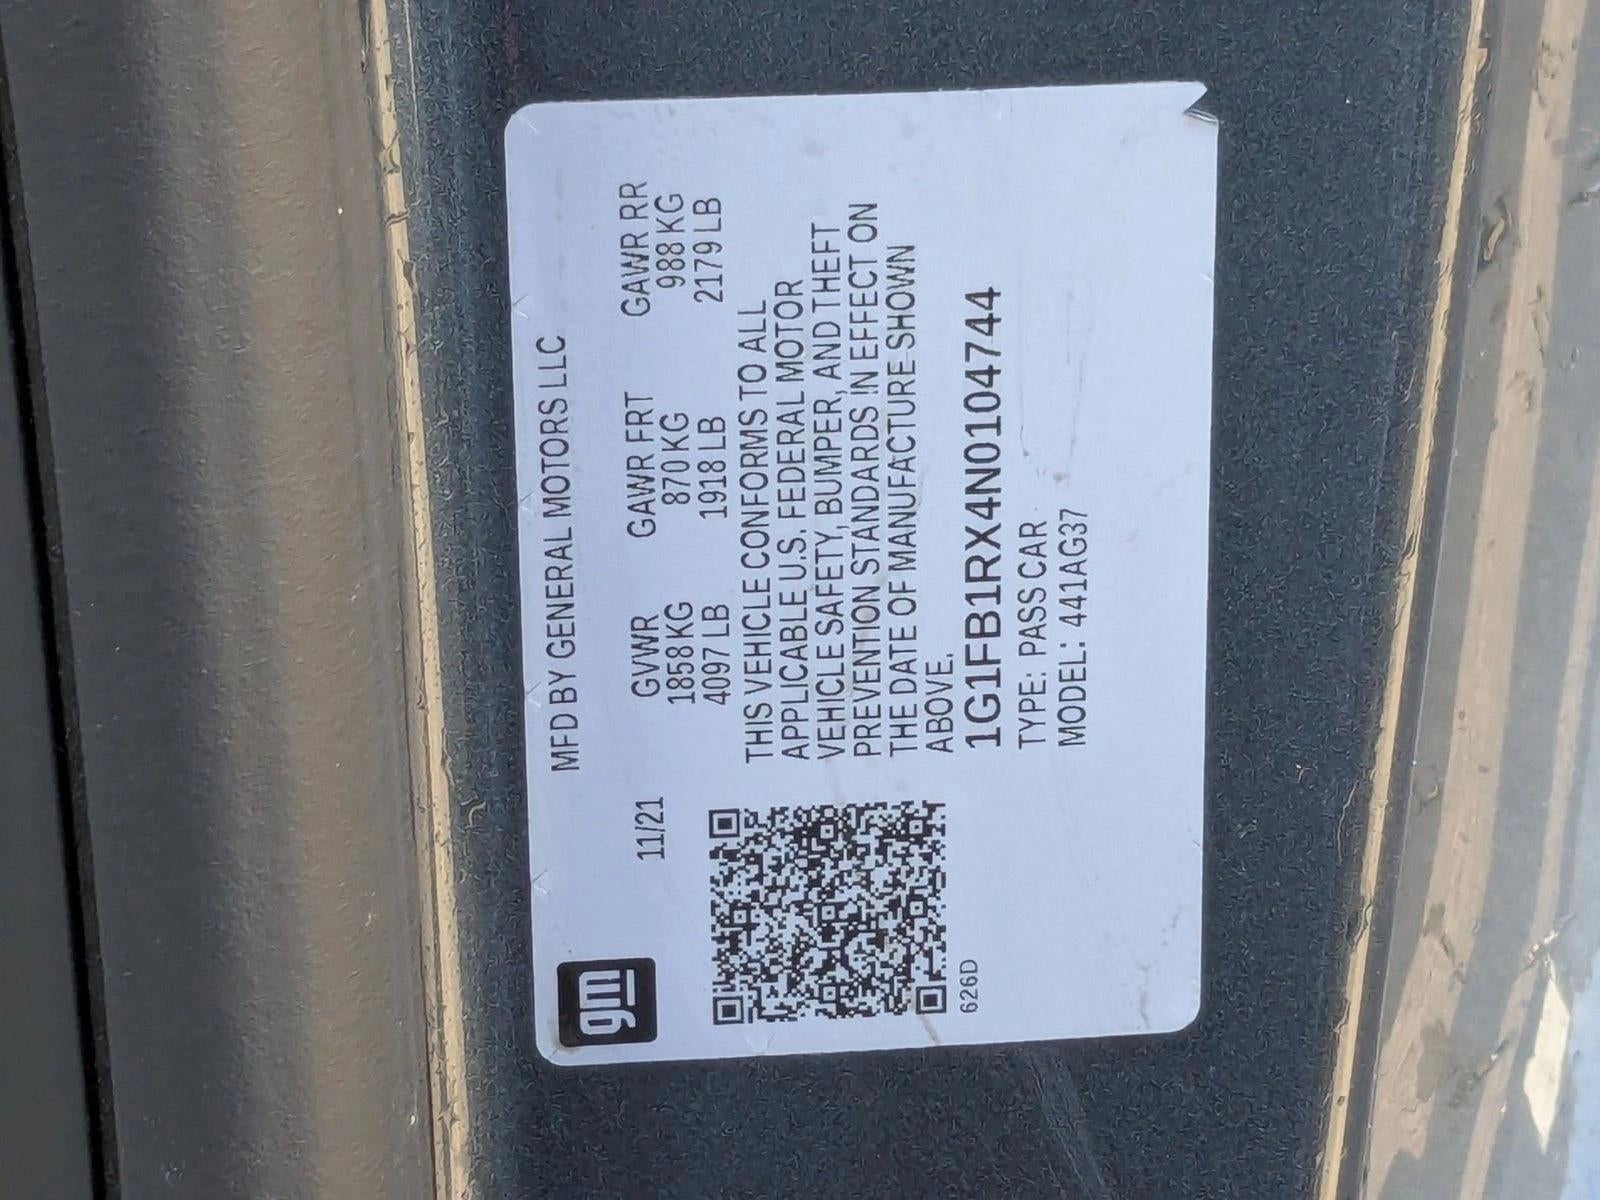 gm
MFD BY GENERAL MOTORS LLC
11/21
GVWR GAWR FRT GAWR RR
1858 KG 870 KG 988 KG
4097 LB 1918 LB 2179 LB
THIS VEHICLE CONFORMS TO ALL
APPLICABLE U.S. FEDERAL MOTOR
VEHICLE SAFETY, BUMPER, AND THEFT
PREVENTION STANDARDS IN EFFECT ON
THE DATE OF MANUFACTURE SHOWN
ABOVE.
1G1FB1RX4N0104744
TYPE: PASS CAR
MODEL: 441AG37
626D